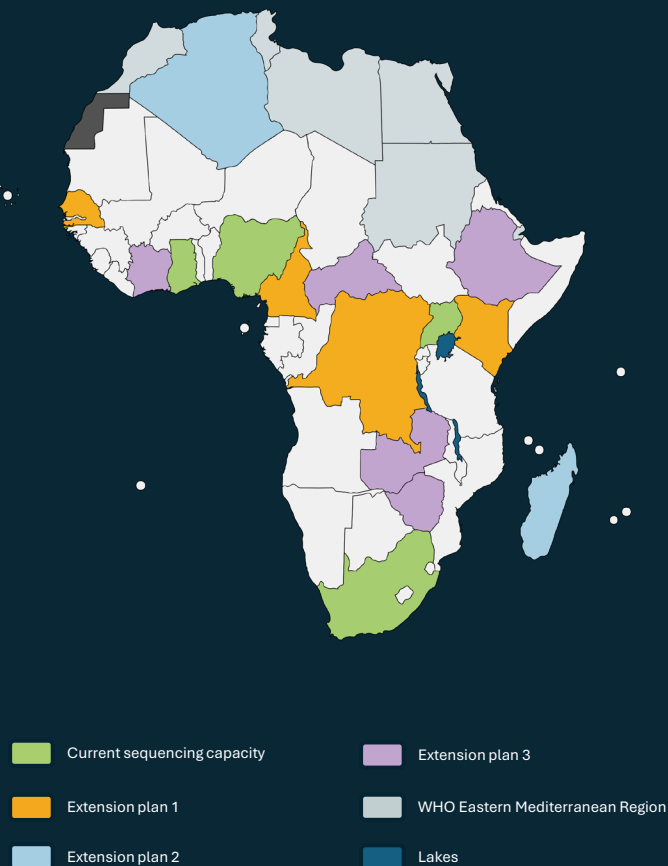 Current sequencing capacity
Extension plan 1
Extension plan 2
Extension plan 3
WHO Eastern Mediterranean Region
Lakes